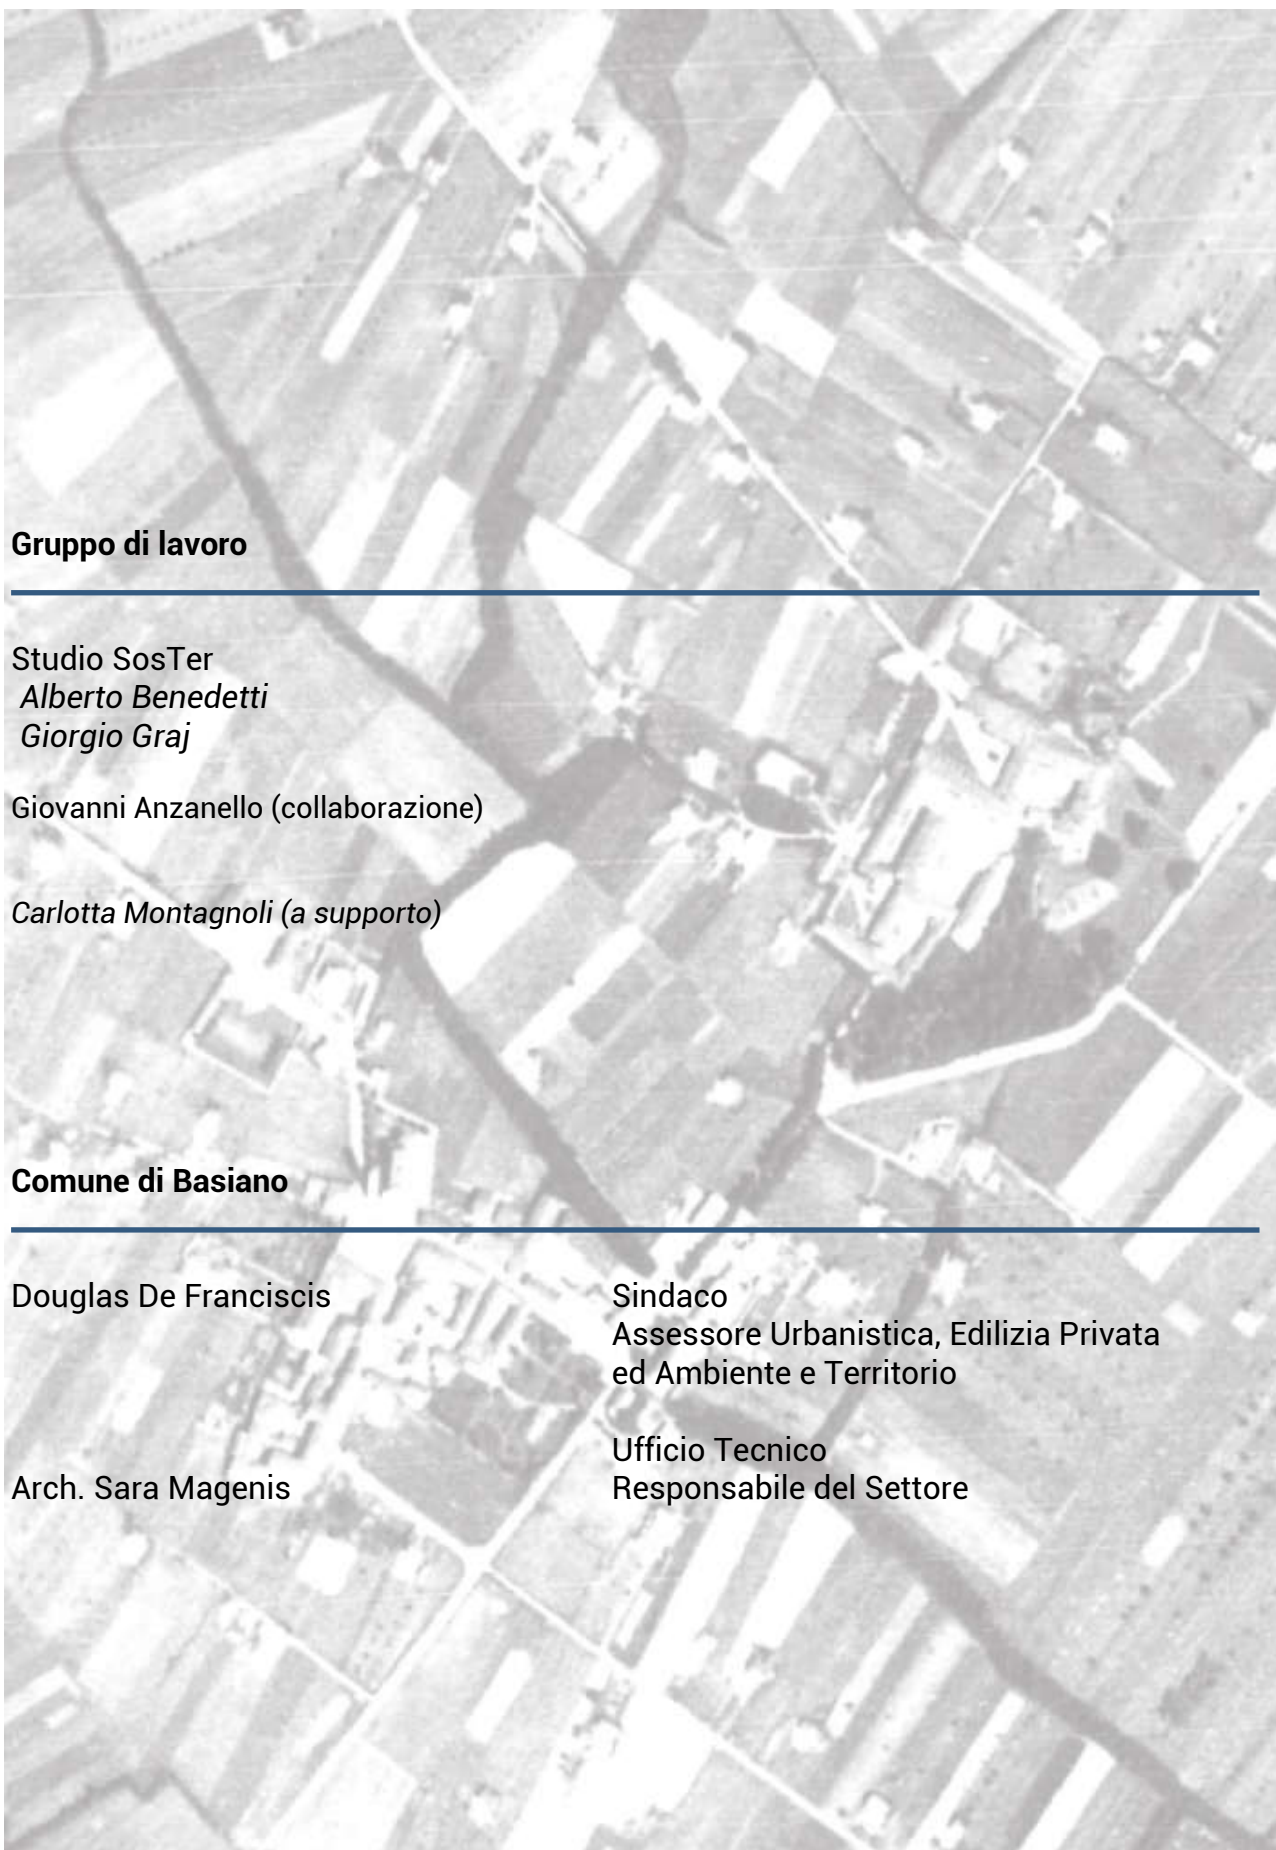 Gruppo di lavoro
Studio SosTer
Alberto Benedetti
Giorgio Graj
Giovanni Anzanello (collaborazione)
Carlotta Montagnoli (a supporto)
Comune di Basiano
Douglas De Franciscis
Sindaco
Assessore Urbanistica, Edilizia Privata
ed Ambiente e Territorio
Ufficio Tecnico
Arch. Sara Magenis
Responsabile del Settore